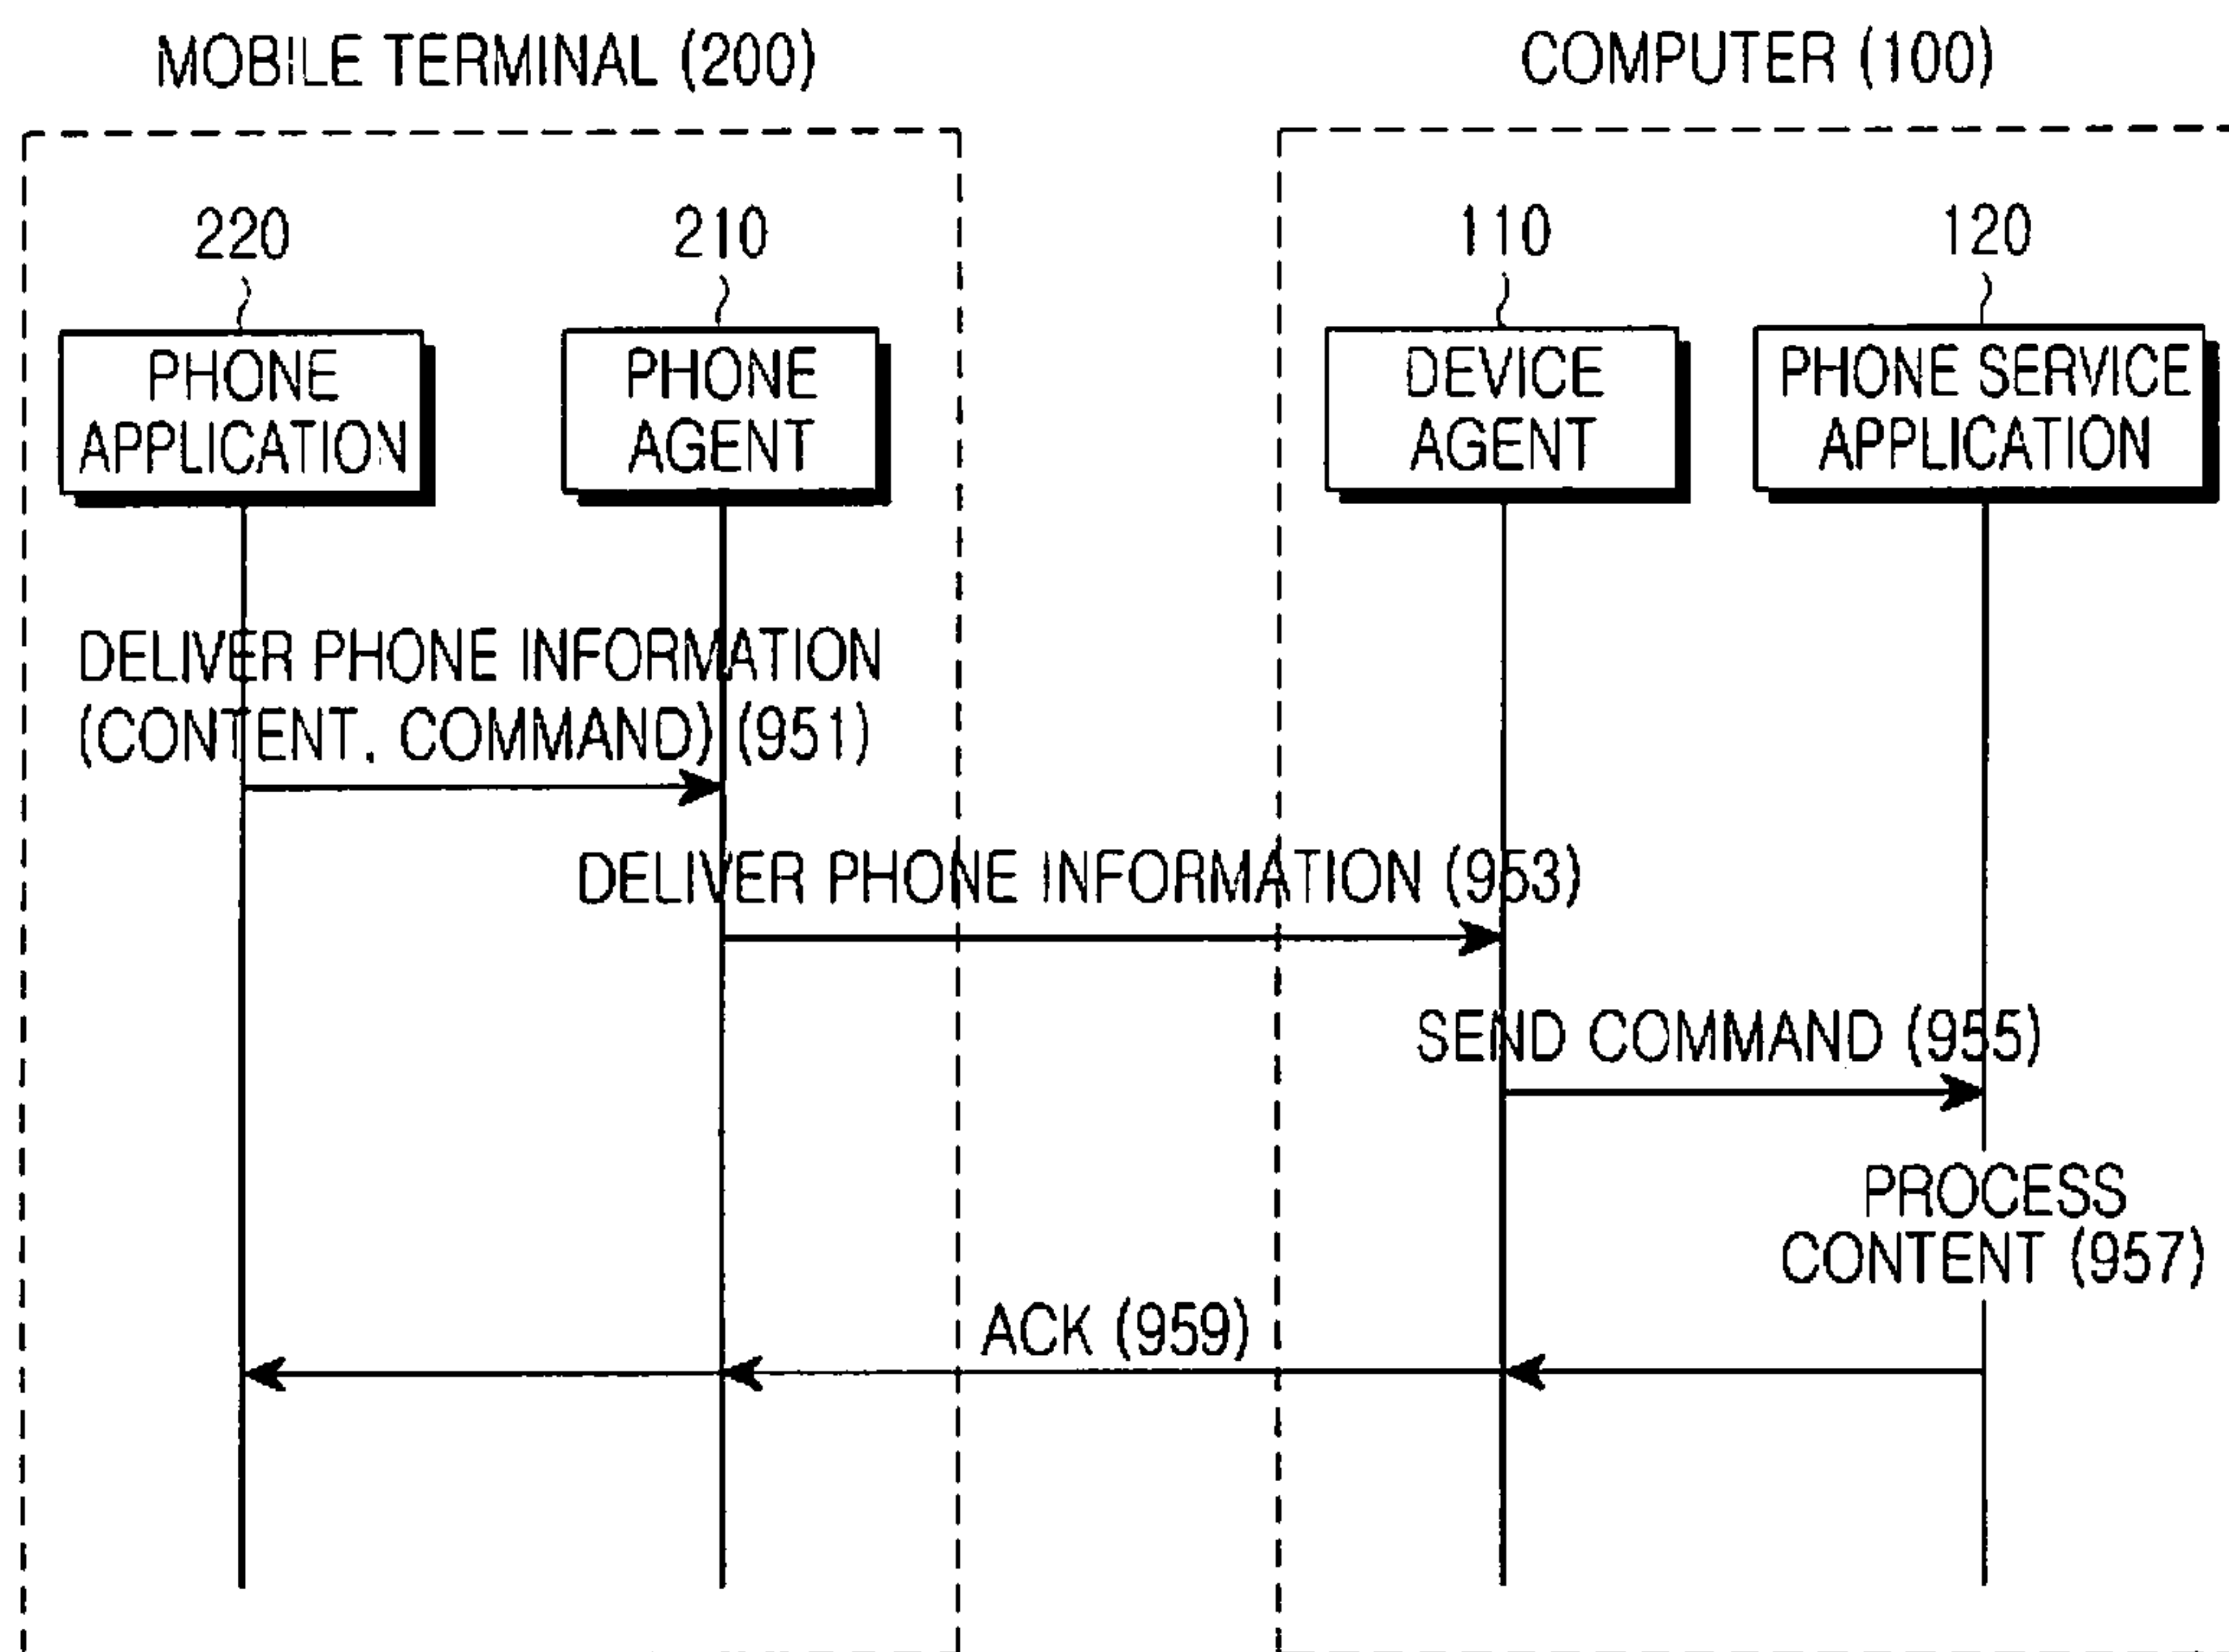 MOBILE TERMINAL (200)
COMPUTER (100)
220
210
110
120
PHONE
APPLICATION
PHONE
AGENT
DEVICE
AGENT
PHONE SERVICE
APPLICATION
DELIVER PHONE INFORMATION
(CONTENT, COMMAND) (951)
DELIVER PHONE INFORMATION (953)
SEND COMMAND (955)
PROCESS
CONTENT (957)
ACK (959)